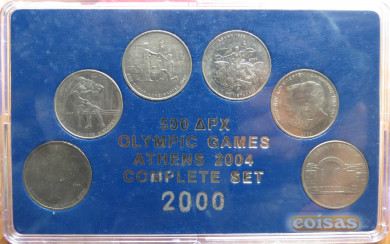 500 ΔΡΧ
OLYMPIC GAMES
ATHENS 2004
COMPLETE SET
2000
coisas